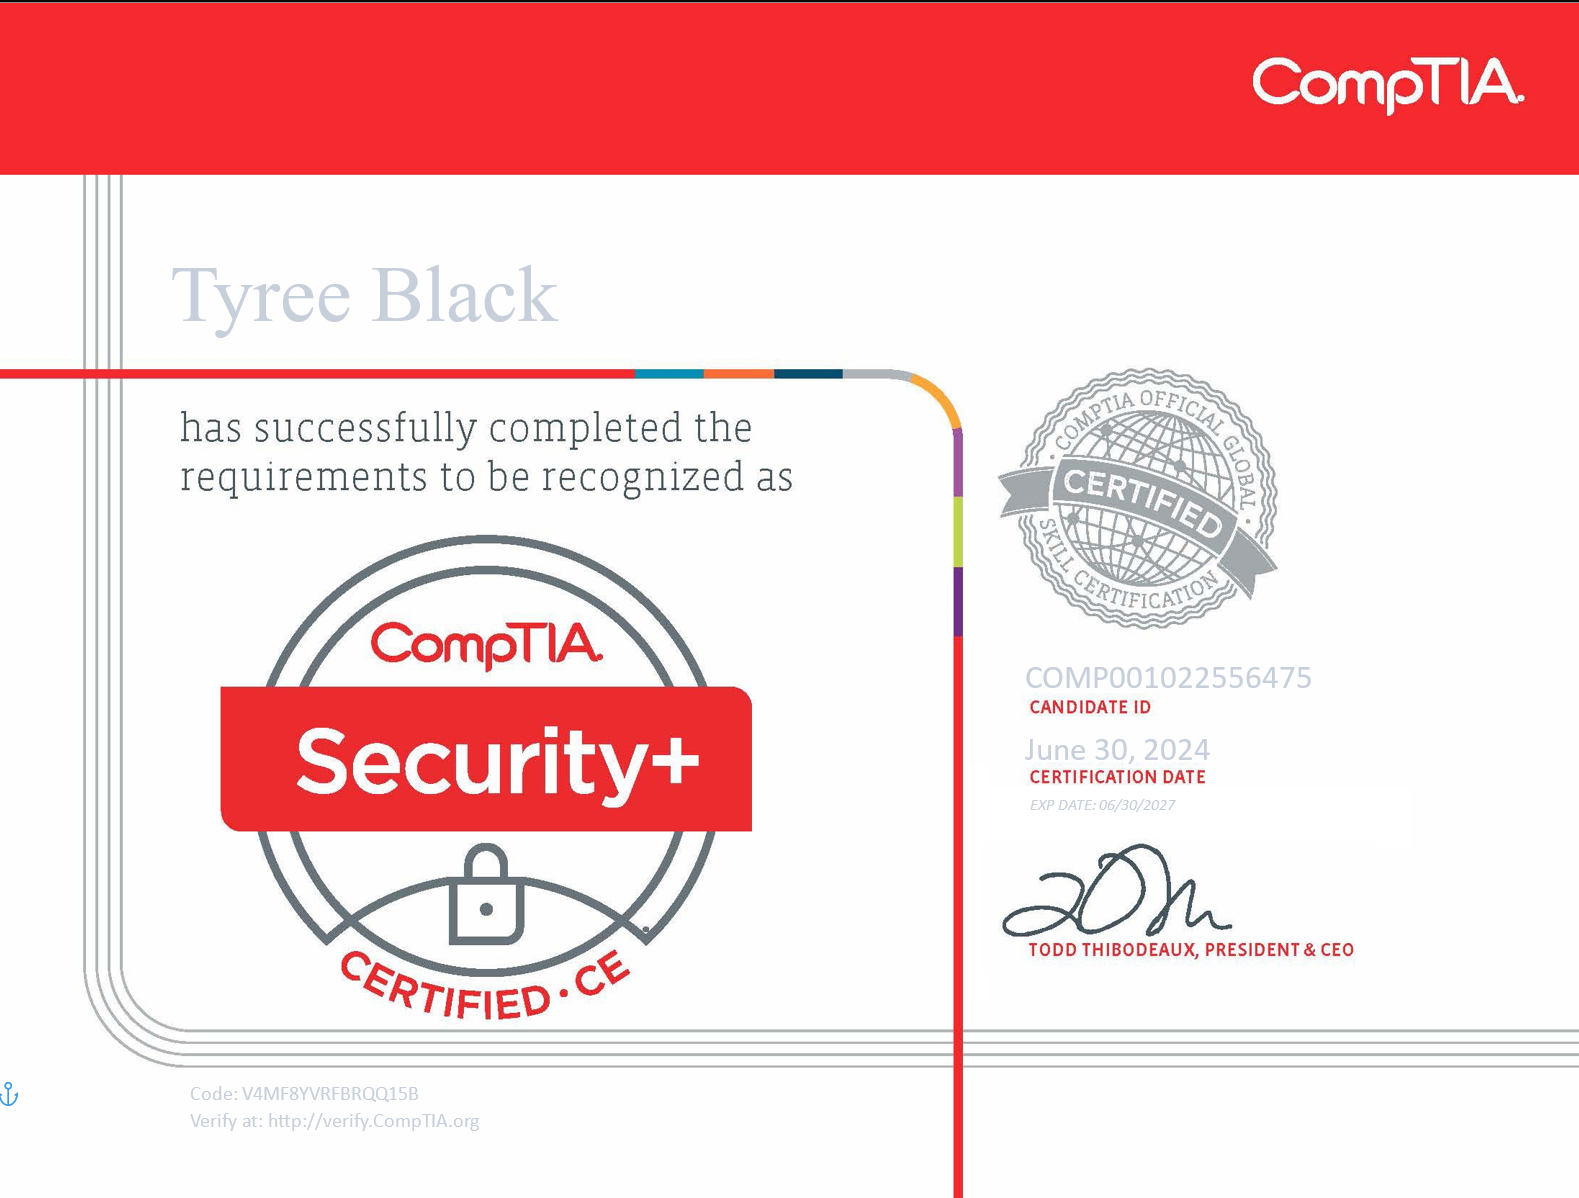 CompTIA.
Tyree Black
has successfully completed the
requirements to be recognized as
COMPTIA OFFICIAL GLOBAL
CERTIFIED
SKILL CERTIFICATION
CompTIA.
Security+
CERTIFIED · CE
COMP001022556475
CANDIDATE ID
June 30, 2024
CERTIFICATION DATE
EXP DATE: 06/30/2027
TODD THIBODEAUX, PRESIDENT & CEO
Code: V4MF8YVRFBRQQ15B
Verify at: http://verify.CompTIA.org